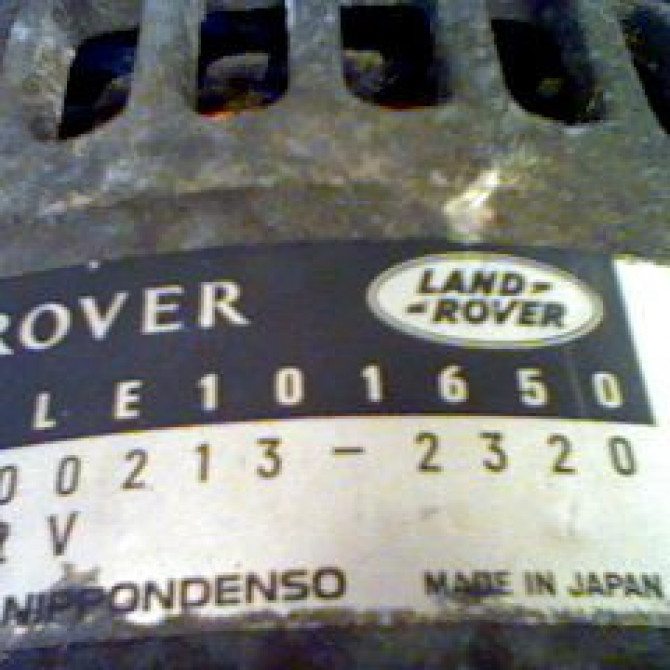 ROVER LAND-
-ROVER
LE101650
00213-2320
V
NIPPONDENSO MADE IN JAPAN